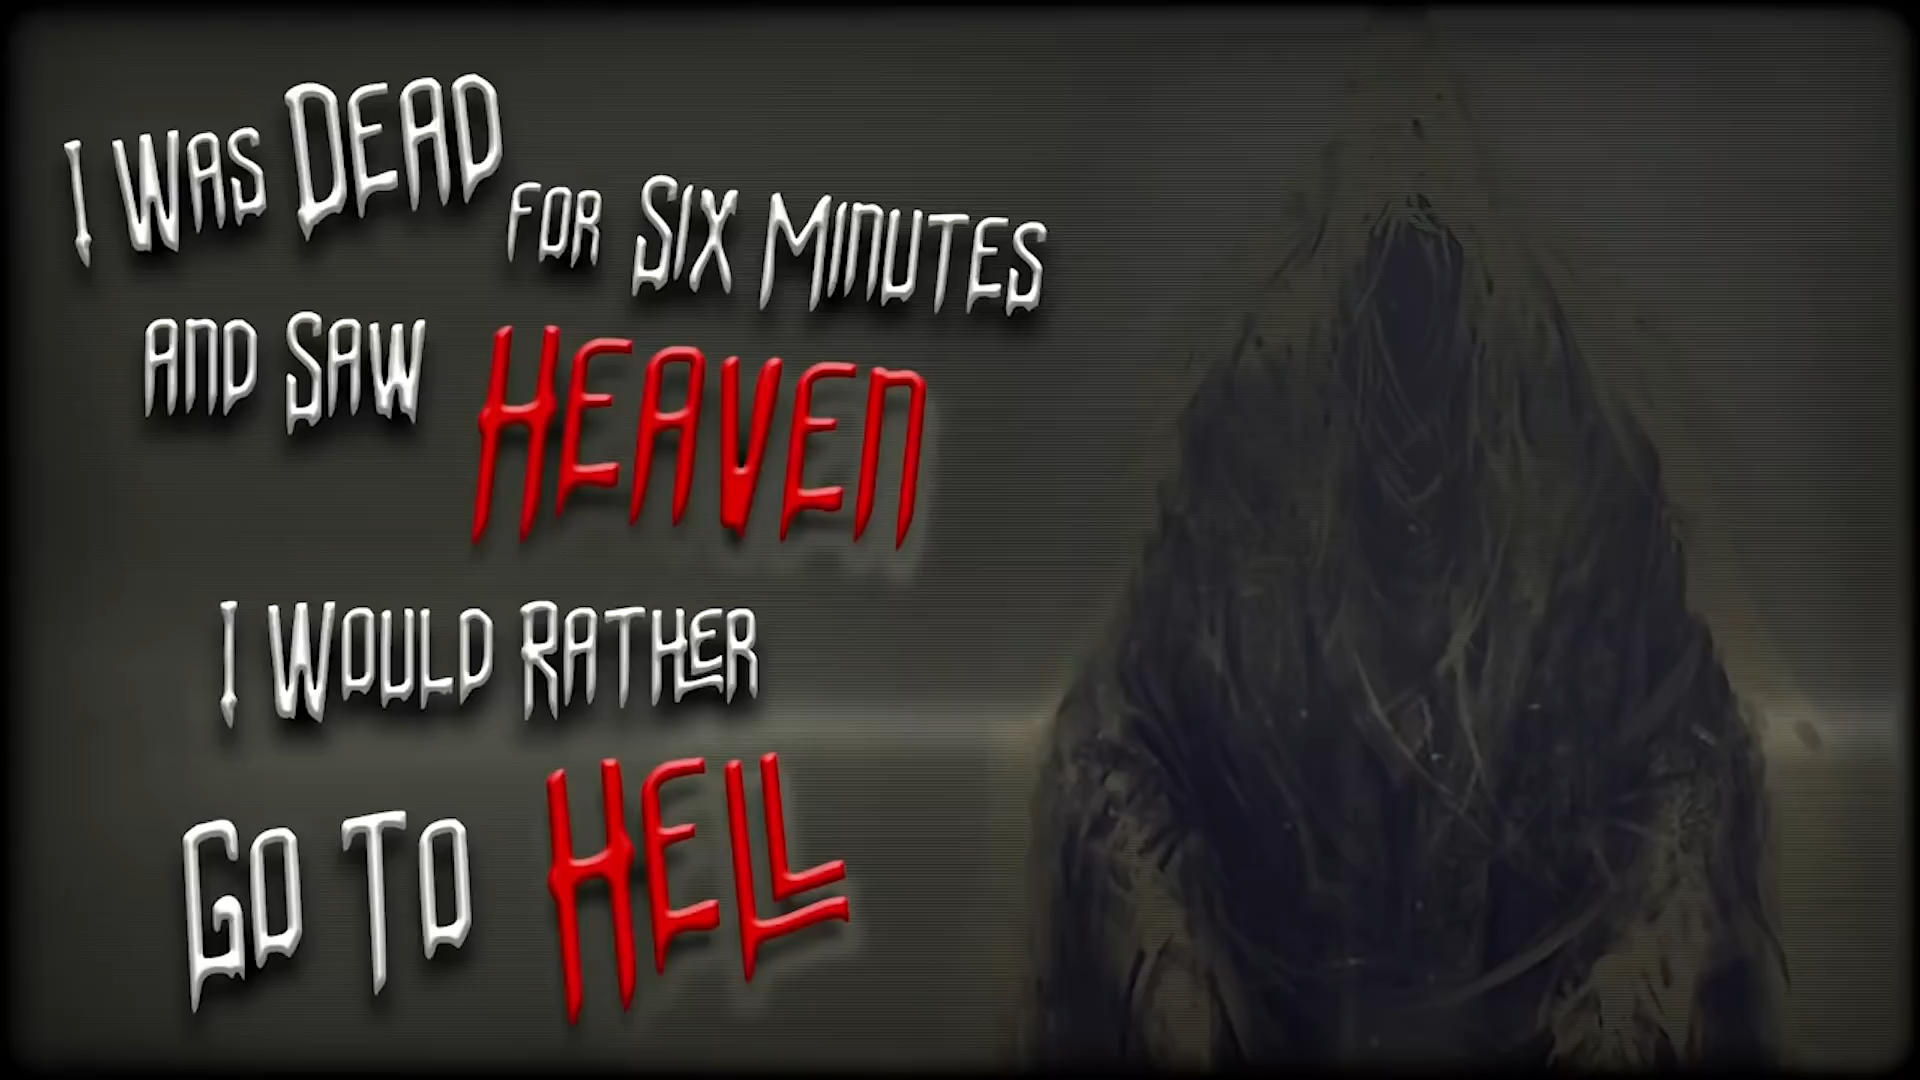 I WAS DEAD FOR SIX MINUTES
AND SAW HEAVEN
I WOULD RATHER
GO TO HELL